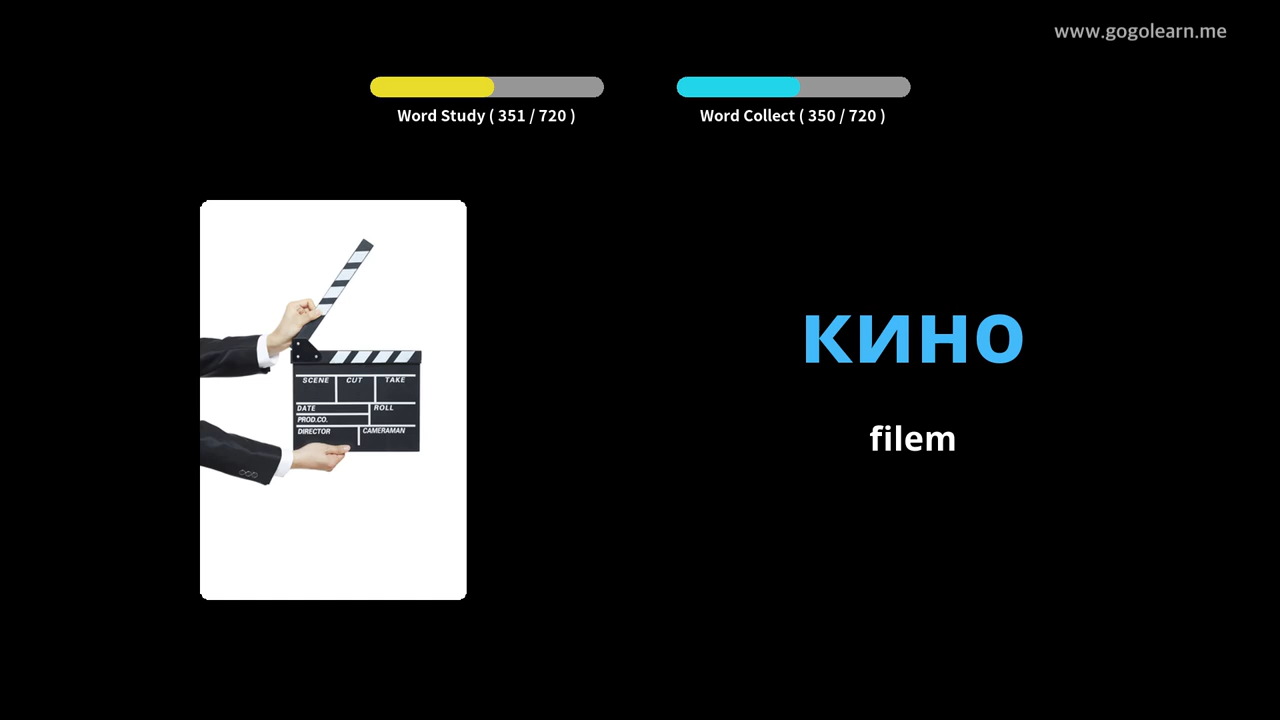 www.gogolearn.me
Word Study ( 351 / 720 )
Word Collect ( 350 / 720 )
SCENE CUT TAKE
DATE ROLL
PROD.CO.
DIRECTOR CAMERAMAN
кино
filem